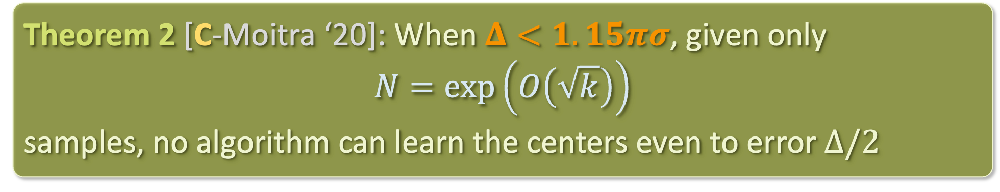 Theorem 2 [C-Moitra ‘20]: When Δ < 1.15πσ, given only
N = exp(O(√k))
samples, no algorithm can learn the centers even to error Δ/2